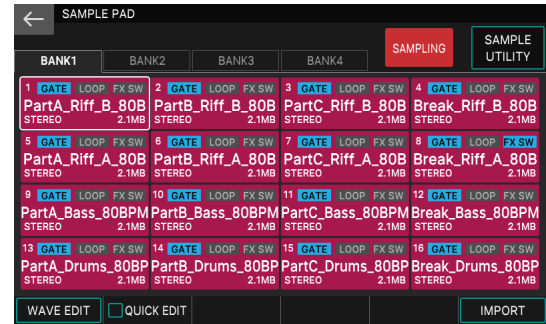 SAMPLE PAD
BANK1 BANK2 BANK3 BANK4 SAMPLING SAMPLE UTILITY
1 GATE LOOP FX SW 2 GATE LOOP FX SW 3 GATE LOOP FX SW 4 GATE LOOP FX SW
PartA_Riff_B_80B PartB_Riff_B_80B PartC_Riff_B_80B Break_Riff_B_80B
STEREO 2.1MB STEREO 2.1MB STEREO 2.1MB STEREO 2.1MB
5 GATE LOOP FX SW 6 GATE LOOP FX SW 7 GATE LOOP FX SW 8 GATE LOOP FX SW
PartA_Riff_A_80B PartB_Riff_A_80B PartC_Riff_A_80B Break_Riff_A_80B
STEREO 2.1MB STEREO 2.1MB STEREO 2.1MB STEREO 2.1MB
9 GATE LOOP FX SW 10 GATE LOOP FX SW 11 GATE LOOP FX SW 12 GATE LOOP FX SW
PartA_Bass_80BPM PartB_Bass_80BPM PartC_Bass_80BPM Break_Bass_80BPM
STEREO 2.1MB STEREO 2.1MB STEREO 2.1MB STEREO 2.1MB
13 GATE LOOP FX SW 14 GATE LOOP FX SW 15 GATE LOOP FX SW 16 GATE LOOP FX SW
PartA_Drums_80BP PartB_Drums_80BP PartC_Drums_80BP Break_Drums_80BP
STEREO 2.1MB STEREO 2.1MB STEREO 2.1MB STEREO 2.1MB
WAVE EDIT QUICK EDIT IMPORT